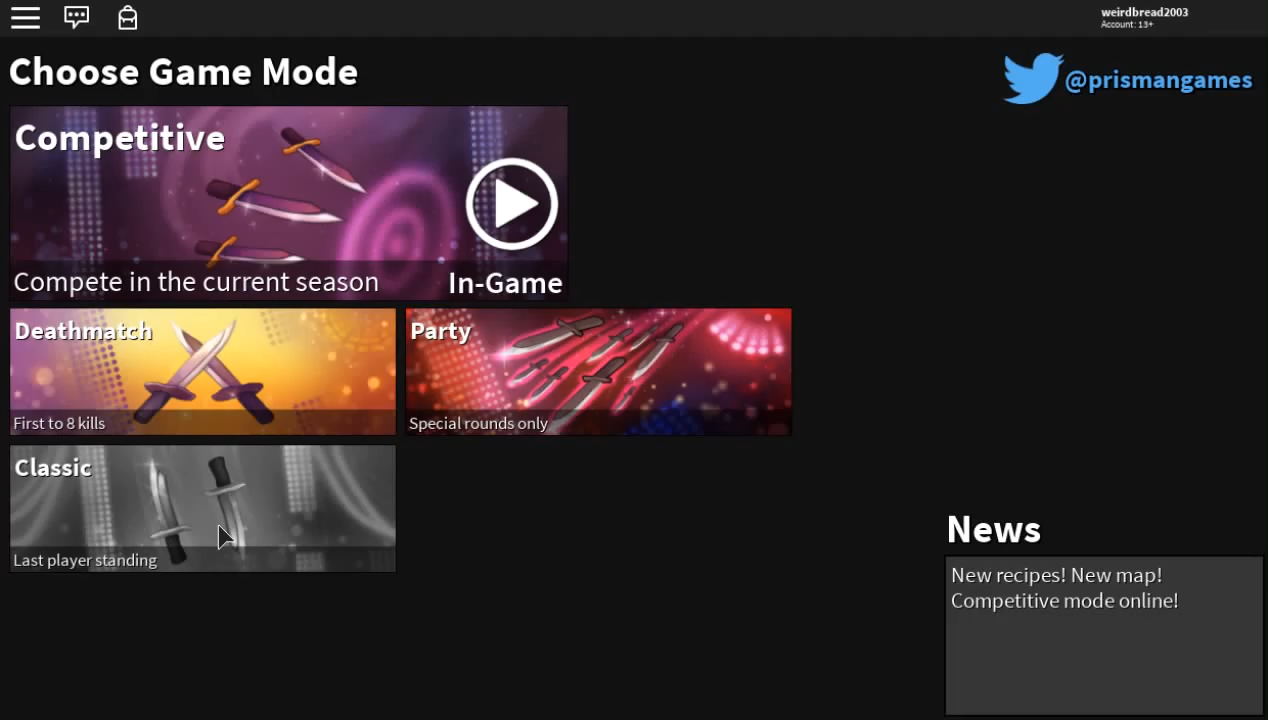 weirdbread2003
Account: 13+
Choose Game Mode
@prismangames
Competitive
Compete in the current season
In-Game
Deathmatch
First to 8 kills
Party
Special rounds only
Classic
Last player standing
News
New recipes! New map!
Competitive mode online!